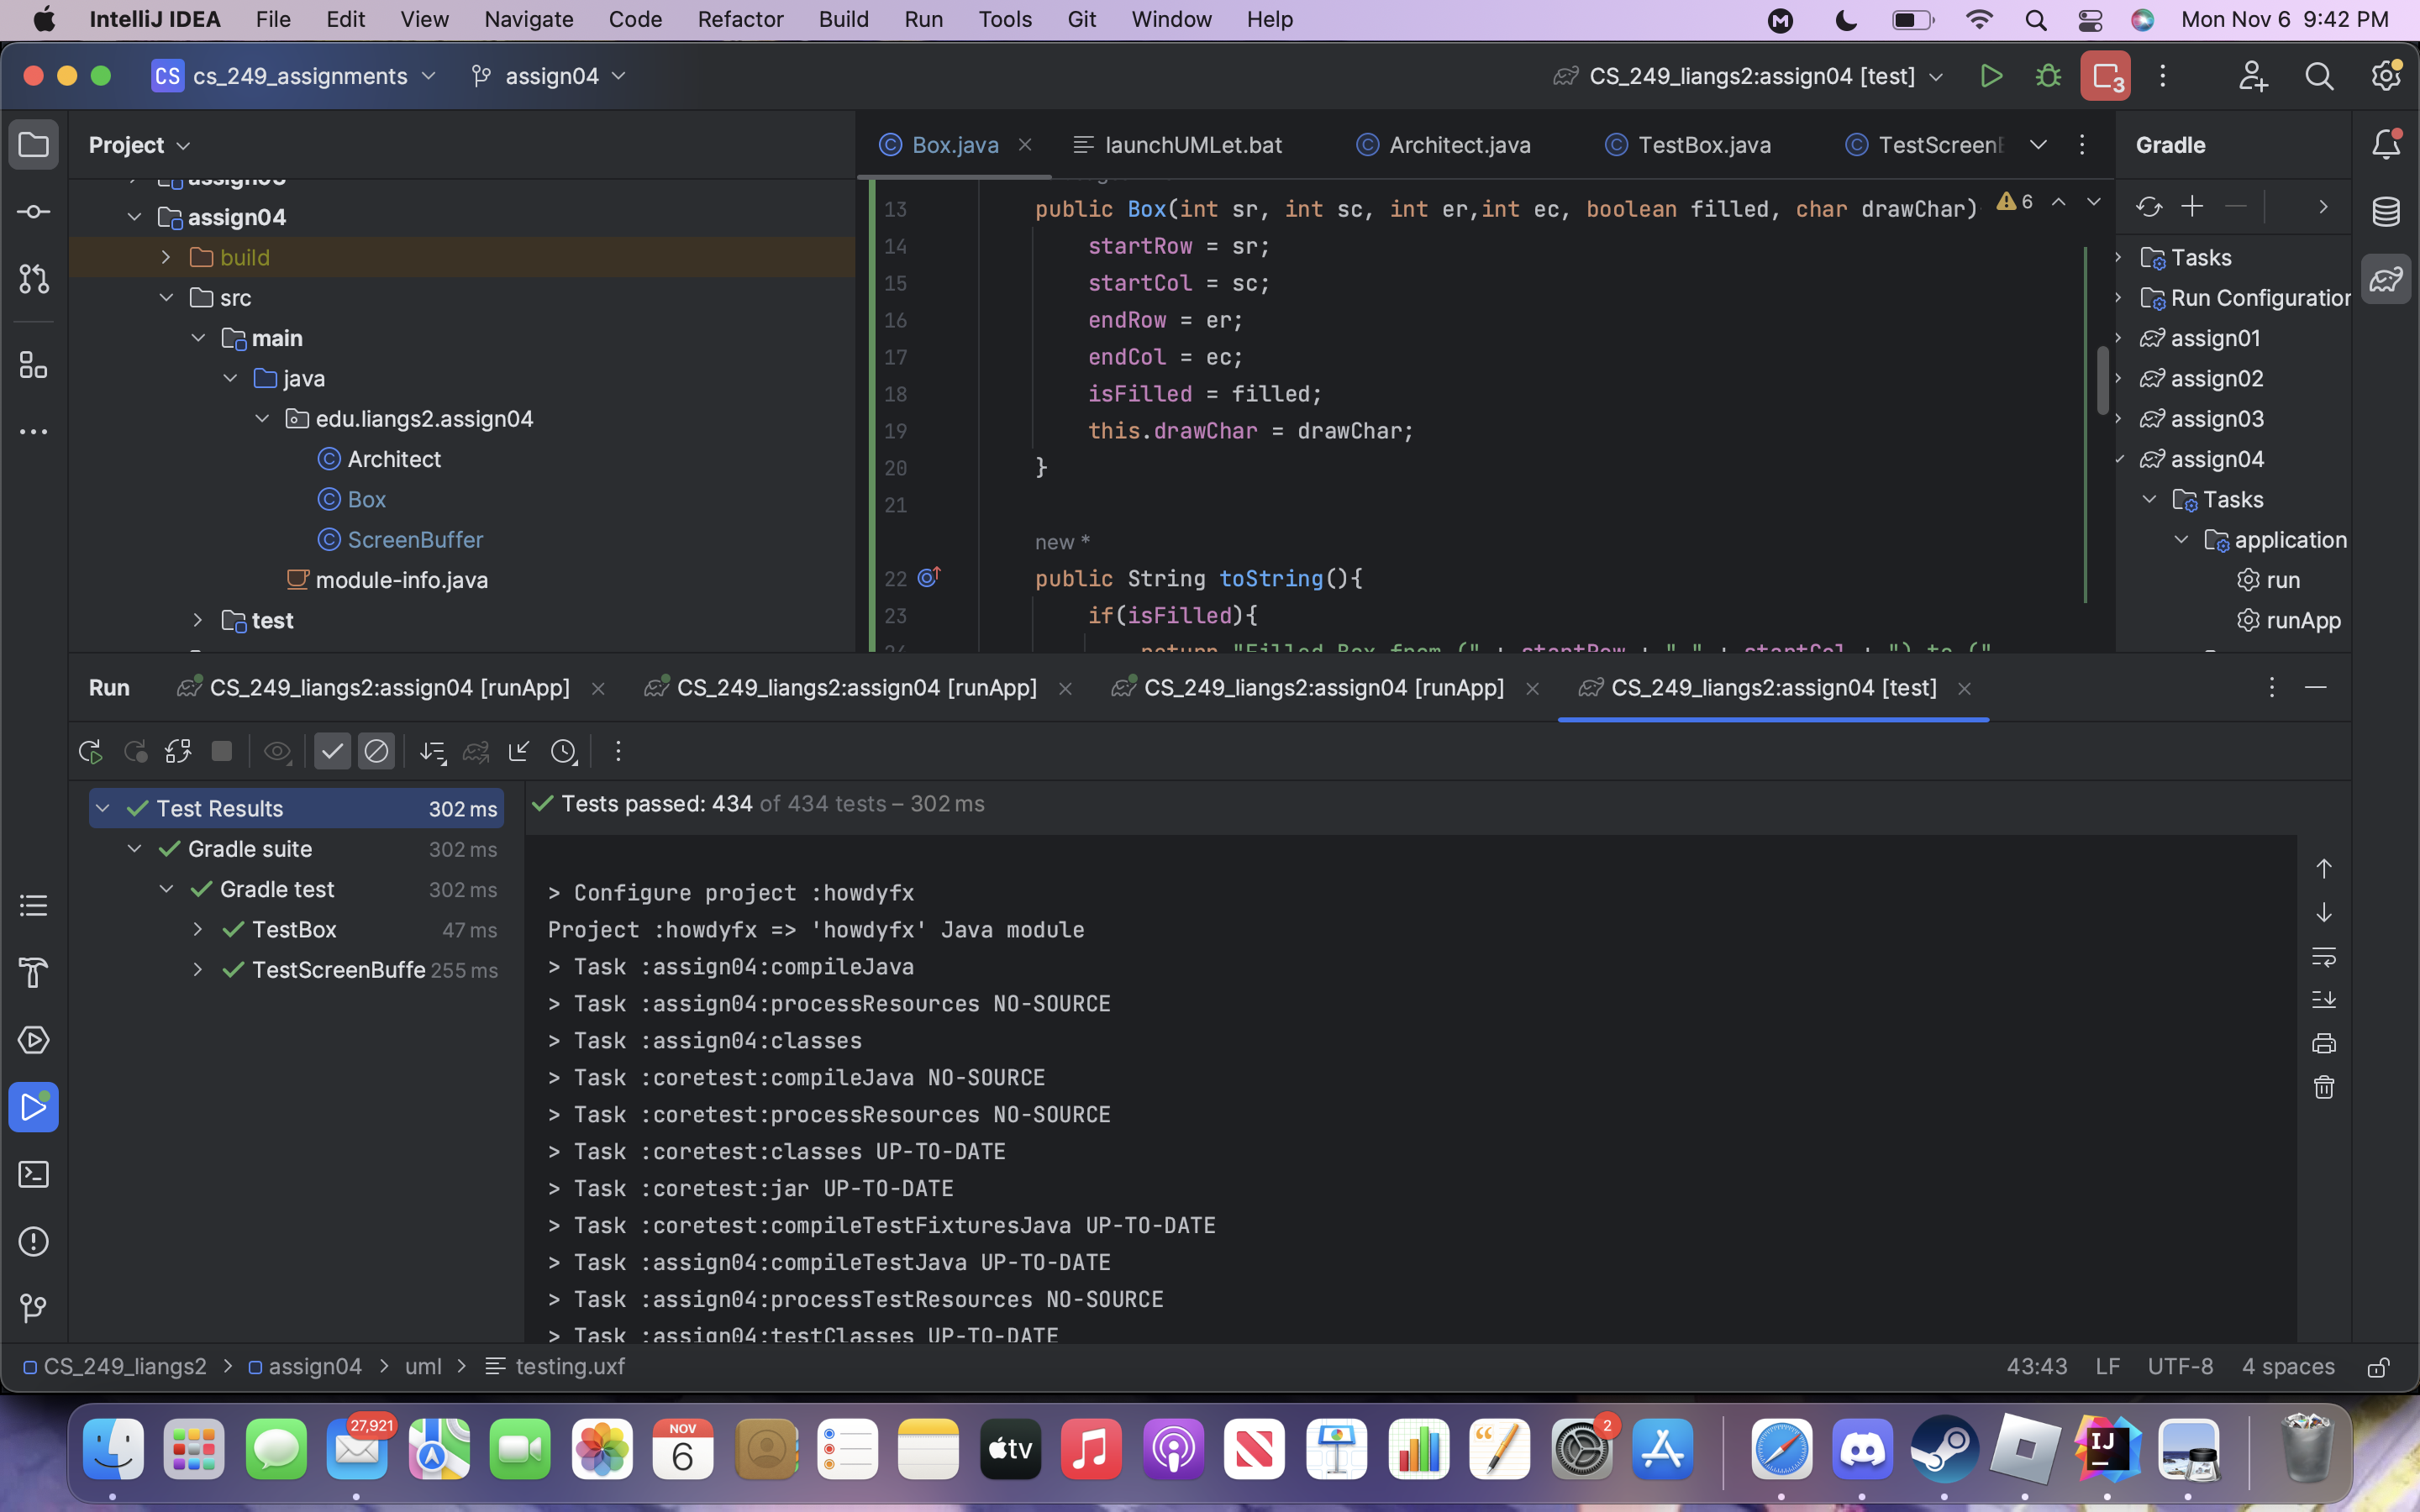 IntelliJ IDEA File Edit View Navigate Code Refactor Build Run Tools Git Window Help Mon Nov 6 9:42 PM
CS cs_249_assignments assign04 CS_249_liangs2:assign04 [test] 3
Project
assign03
assign04
build
src
main
java
edu.liangs2.assign04
Architect
Box
ScreenBuffer
module-info.java
test
Box.java launchUMLet.bat Architect.java TestBox.java TestScreenB
13 public Box(int sr, int sc, int er,int ec, boolean filled, char drawChar) 6
14 startRow = sr;
15 startCol = sc;
16 endRow = er;
17 endCol = ec;
18 isFilled = filled;
19 this.drawChar = drawChar;
20 }
21
new *
22 public String toString(){
23 if(isFilled){
24 return "Filled Box from (" + startRow + "," + startCol + ") to ("
Gradle
Tasks
Run Configuration
assign01
assign02
assign03
assign04
Tasks
application
run
runApp
Run CS_249_liangs2:assign04 [runApp] CS_249_liangs2:assign04 [runApp] CS_249_liangs2:assign04 [runApp] CS_249_liangs2:assign04 [test]
Test Results 302 ms
Gradle suite 302 ms
Gradle test 302 ms
TestBox 47 ms
TestScreenBuffe 255 ms
Tests passed: 434 of 434 tests – 302 ms
> Configure project :howdyfx
Project :howdyfx => 'howdyfx' Java module
> Task :assign04:compileJava
> Task :assign04:processResources NO-SOURCE
> Task :assign04:classes
> Task :coretest:compileJava NO-SOURCE
> Task :coretest:processResources NO-SOURCE
> Task :coretest:classes UP-TO-DATE
> Task :coretest:jar UP-TO-DATE
> Task :coretest:compileTestFixturesJava UP-TO-DATE
> Task :assign04:compileTestJava UP-TO-DATE
> Task :assign04:processTestResources NO-SOURCE
> Task :assign04:testClasses UP-TO-DATE
CS_249_liangs2 > assign04 > uml > testing.uxf 43:43 LF UTF-8 4 spaces
27,921
NOV
6
tv
2
IJ